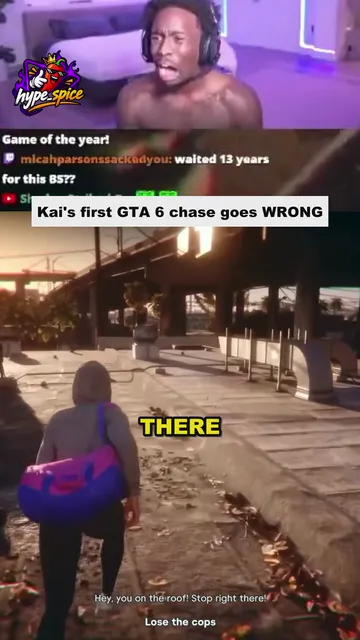 hype_spice
Game of the year!
micahparsonssackedyou: waited 13 years
for this BS??
Kai's first GTA 6 chase goes WRONG
THERE
Hey, you on the roof! Stop right there!
Lose the cops